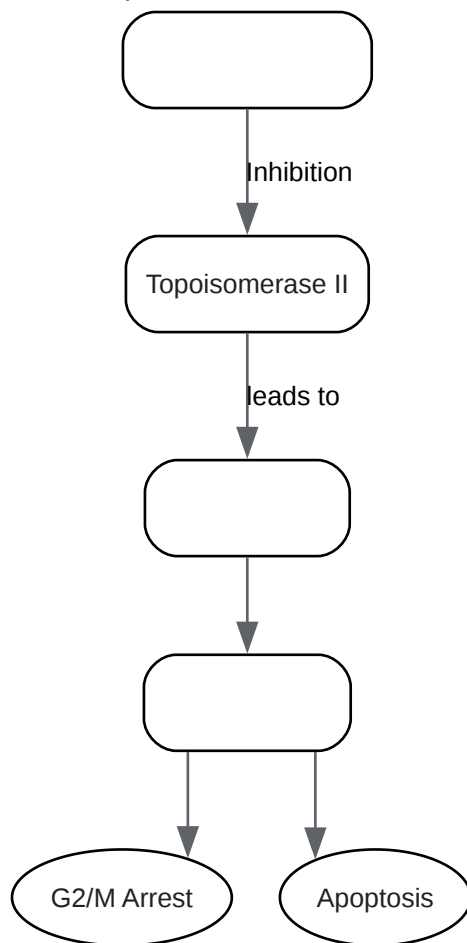 Inhibition
Topoisomerase II
leads to
G2/M Arrest
Apoptosis